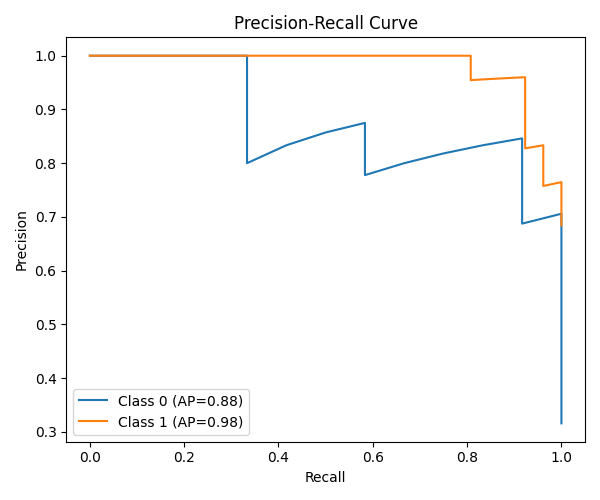 Precision-Recall Curve
Precision
1.0
0.9
0.8
0.7
0.6
0.5
0.4
0.3
Class 0 (AP=0.88)
Class 1 (AP=0.98)
0.0 0.2 0.4 0.6 0.8 1.0
Recall